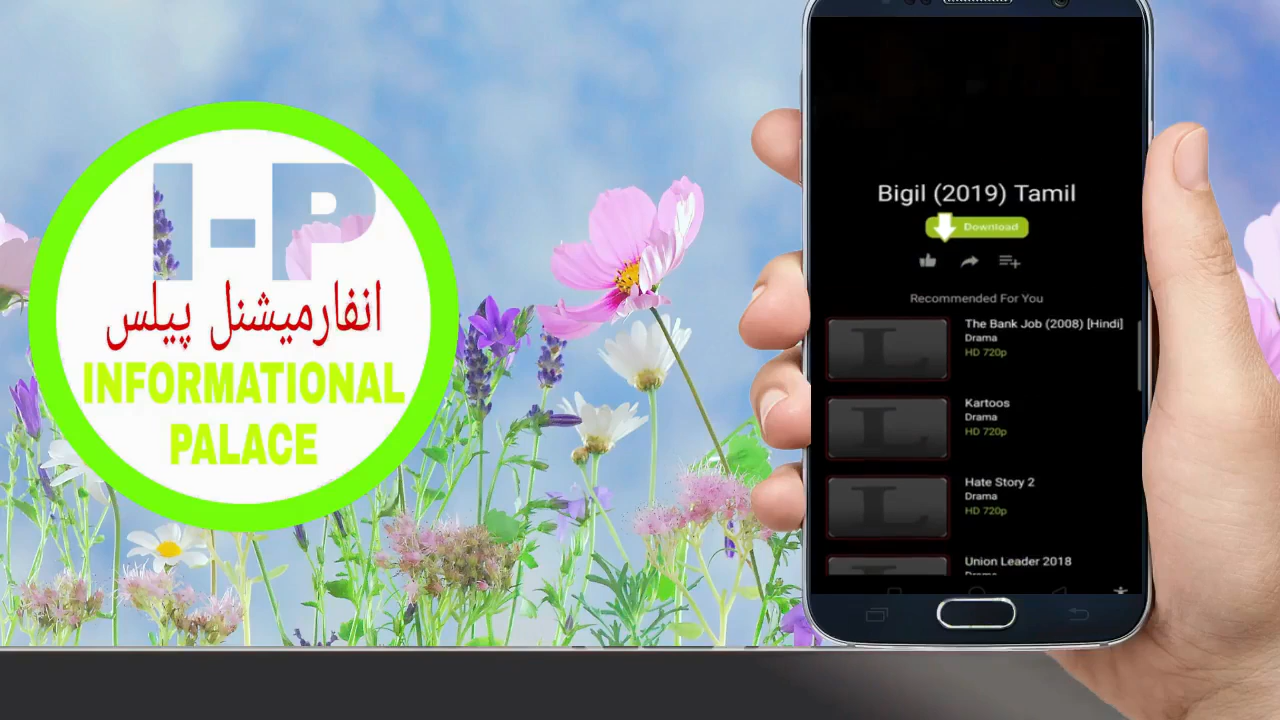 I-P
انفارمیشنل پیلس
INFORMATIONAL
PALACE
Bigil (2019) Tamil
Download
Recommended For You
The Bank Job (2008) [Hindi]
Drama
HD 720p
Kartoos
Drama
HD 720p
Hate Story 2
Drama
HD 720p
Union Leader 2018
Drama
L
L
L